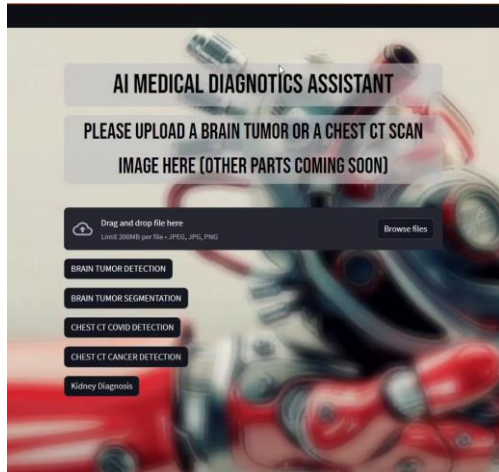 AI MEDICAL DIAGNOTICS ASSISTANT
PLEASE UPLOAD A BRAIN TUMOR OR A CHEST CT SCAN
IMAGE HERE (OTHER PARTS COMING SOON)
Drag and drop file here
Limit 200MB per file • JPEG, JPG, PNG
Browse files
BRAIN TUMOR DETECTION
BRAIN TUMOR SEGMENTATION
CHEST CT COVID DETECTION
CHEST CT CANCER DETECTION
Kidney Diagnosis